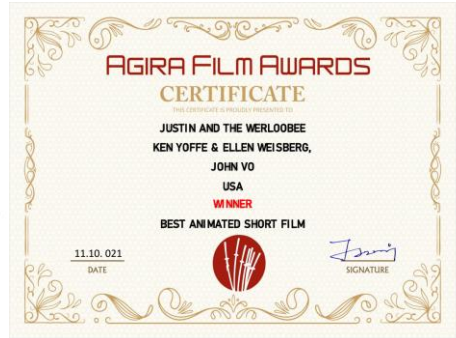 AGIRA FILM AWARDS
CERTIFICATE
THIS CERTIFICATE IS PROUDLY PRESENTED TO
JUSTIN AND THE WERLOOBEE
KEN YOFFE & ELLEN WEISBERG,
JOHN VO
USA
WINNER
BEST ANIMATED SHORT FILM
11.10. 021
DATE
SIGNATURE